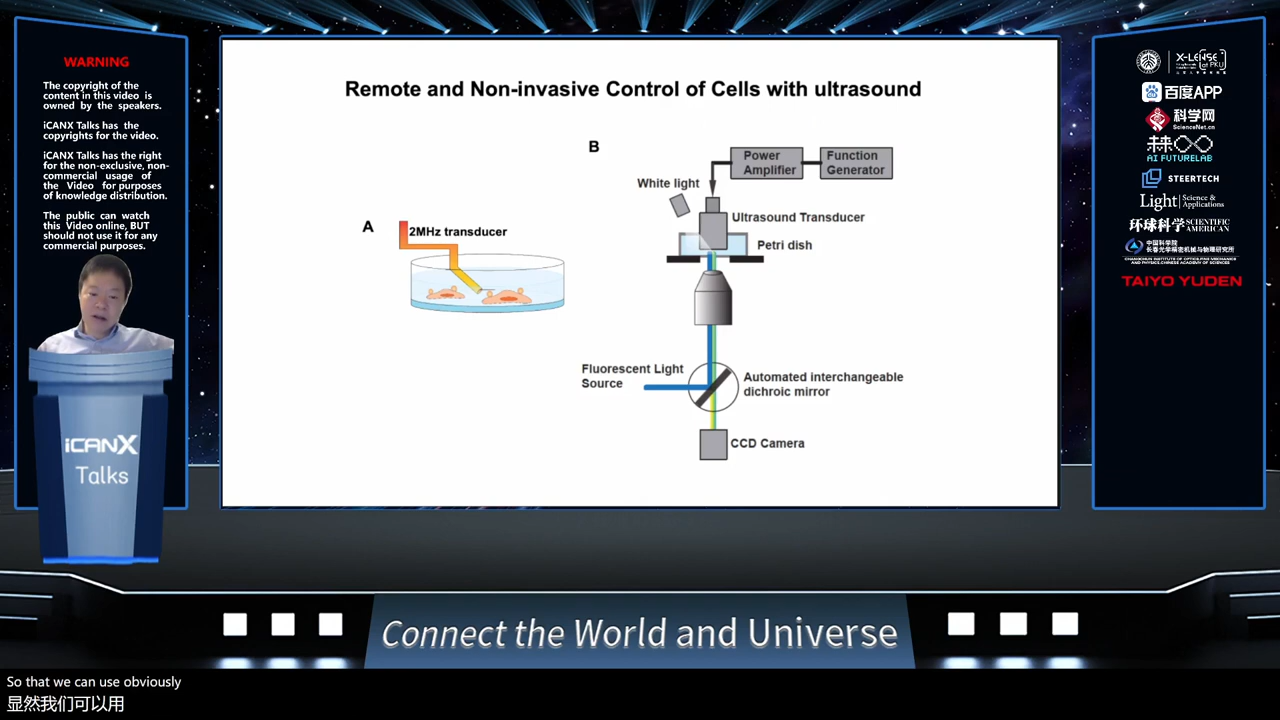 WARNING
The copyright of the
content in this video is
owned by the speakers.
iCANX Talks has the
copyrights for the video.
iCANX Talks has the right
for the non-exclusive, non-
commercial usage of
the Video for purposes
of knowledge distribution.
The public can watch
this Video online, BUT
should not use it for any
commercial purposes.
iCANX
Talks
Remote and Non-invasive Control of Cells with ultrasound
A
2MHz transducer
B
Power
Amplifier
Function
Generator
White light
Ultrasound Transducer
Petri dish
Fluorescent Light
Source
Automated interchangeable
dichroic mirror
CCD Camera
X-LENSE
at PKU
百度APP
科学网
ScienceNet.cn
AI FUTURELAB
STEERTECH
Light Science & Applications
环球科学 SCIENTIFIC AMERICAN
中国科学院
长春光学精密机械与物理研究所
CHANGCHUN INSTITUTE OF OPTICS, FINE MECHANICS
AND PHYSICS, CHINESE ACADEMY OF SCIENCES
TAIYO YUDEN
Connect the World and Universe
So that we can use obviously
显然我们可以用